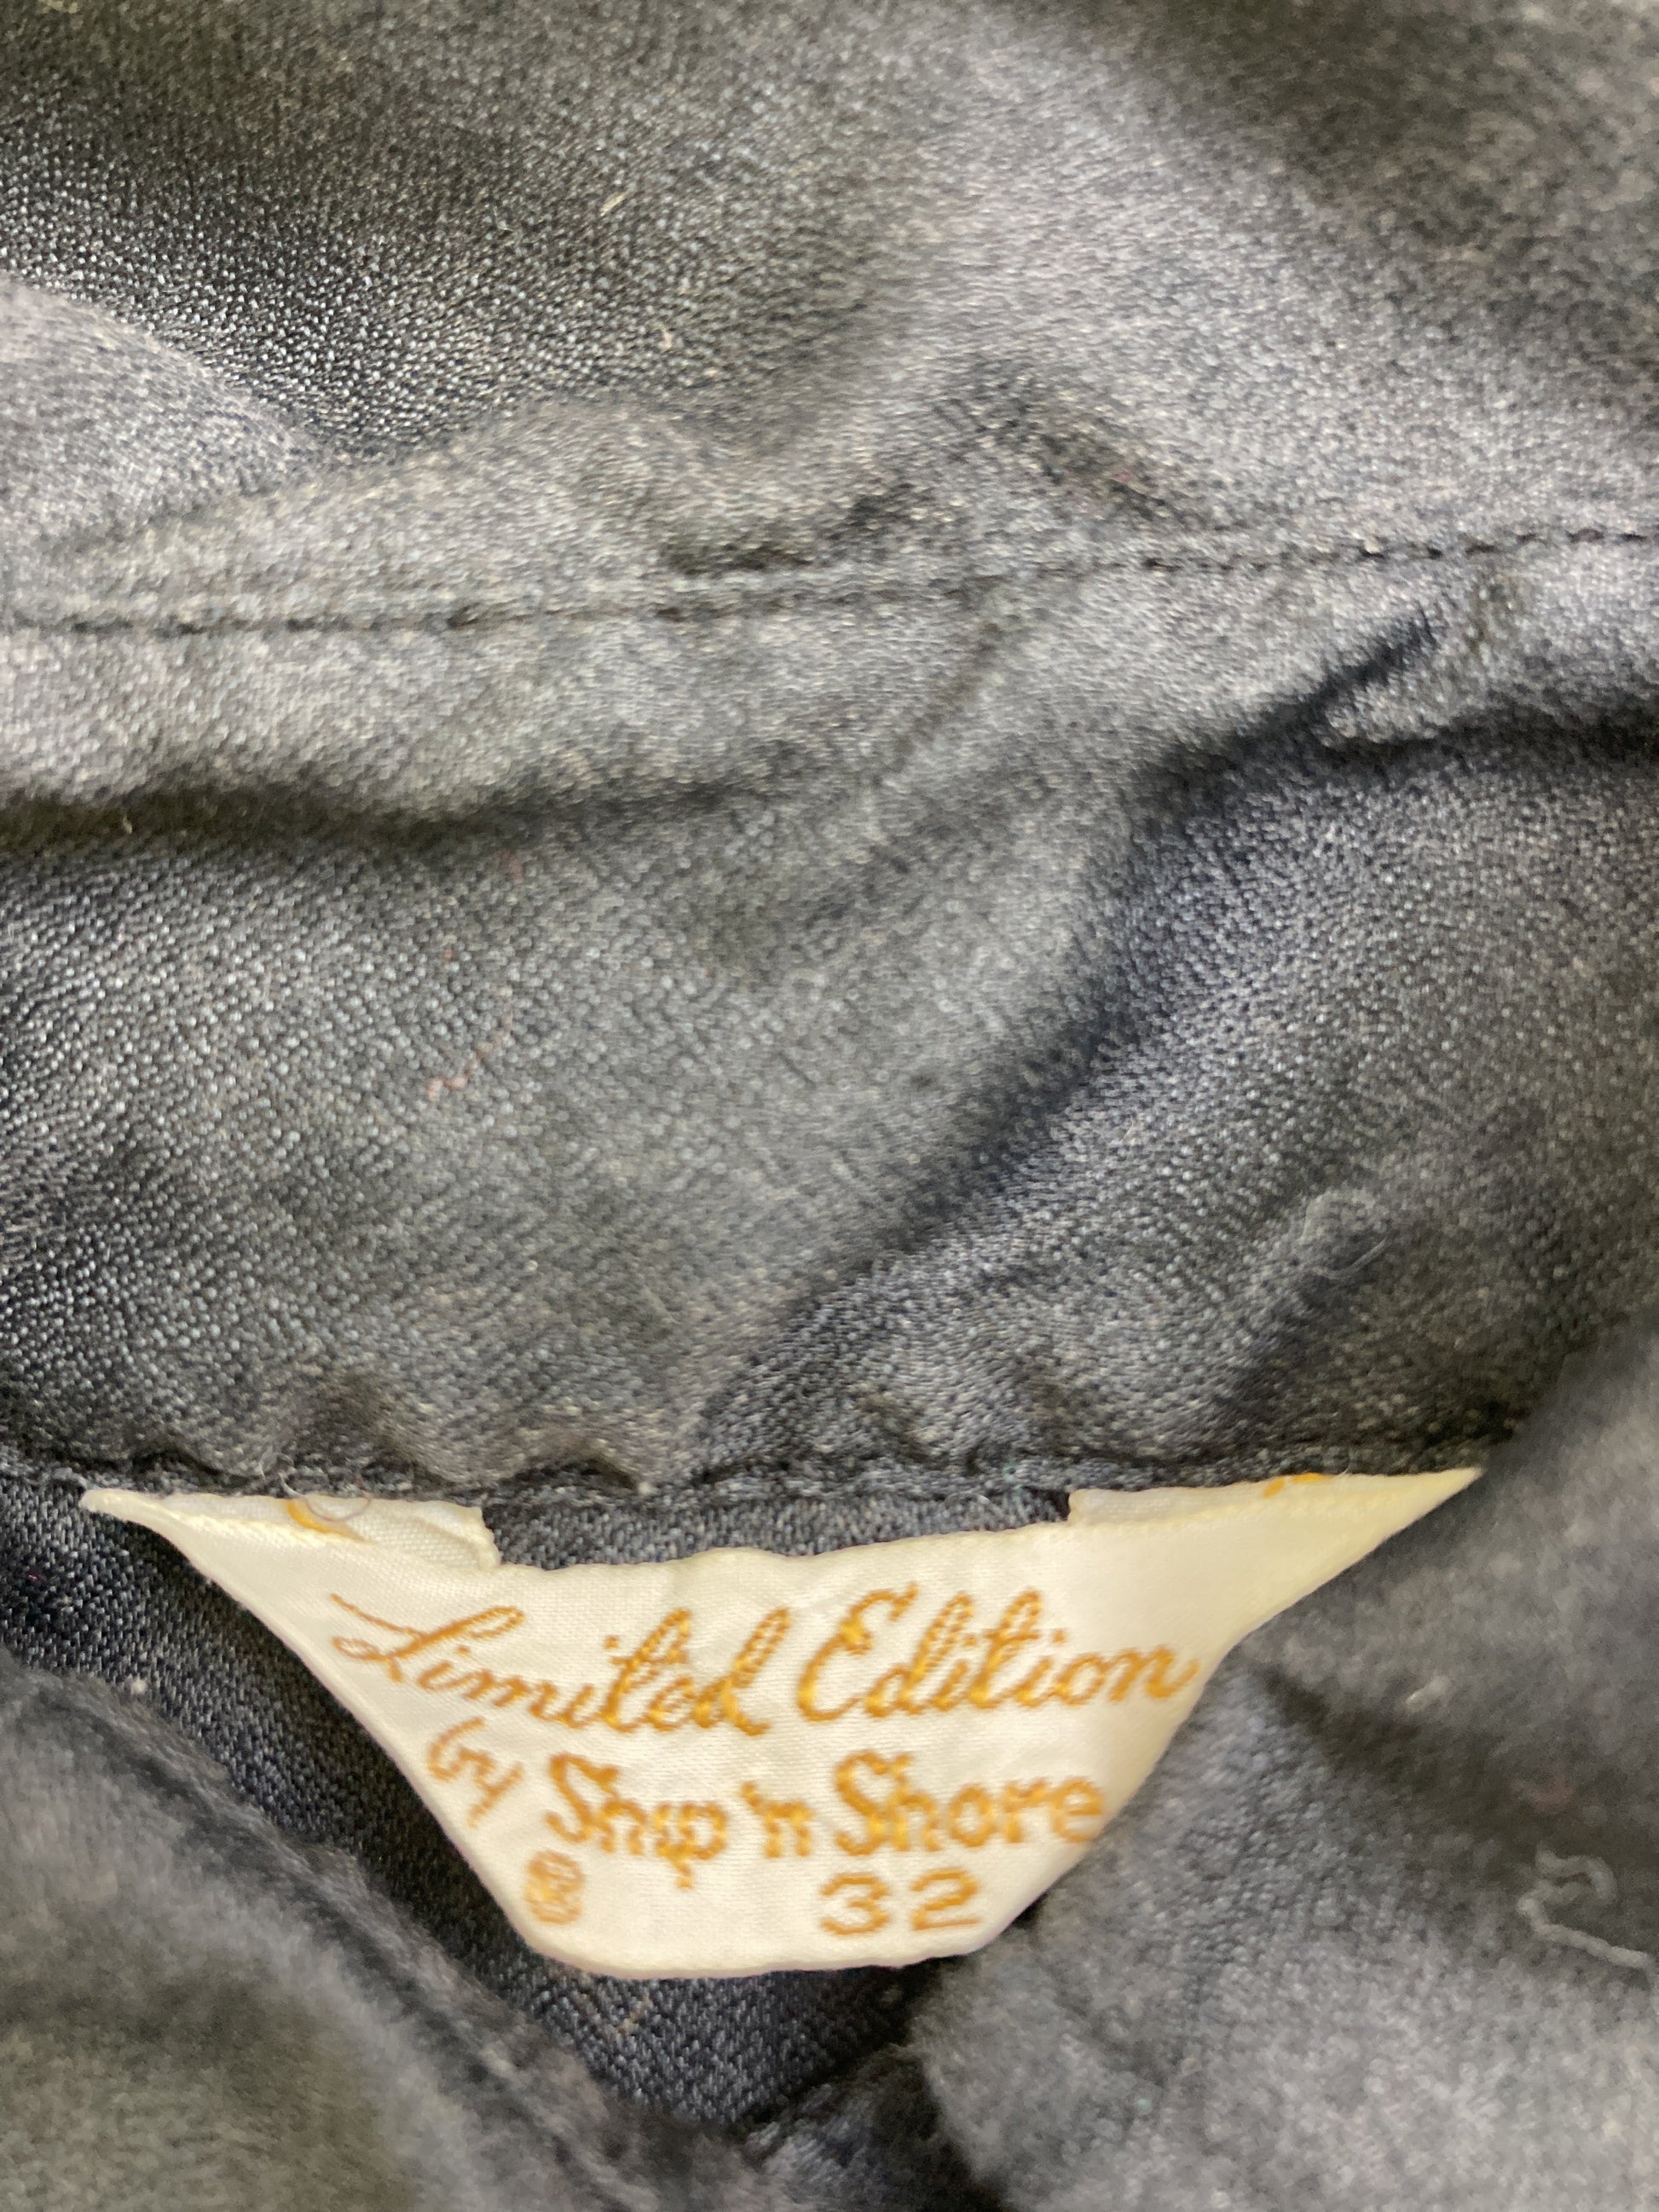 Limited Edition
by Ship 'n Shore
® 32